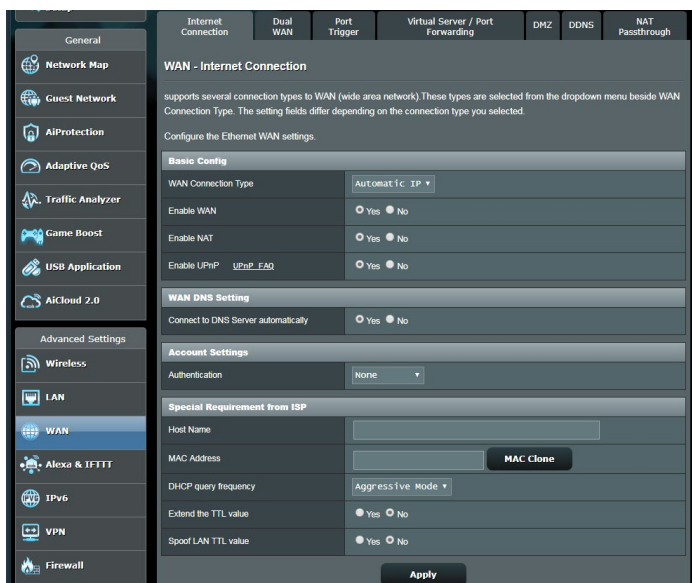 General
Network Map
Guest Network
AiProtection
Adaptive QoS
Traffic Analyzer
Game Boost
USB Application
AiCloud 2.0
Advanced Settings
Wireless
LAN
WAN
Alexa & IFTTT
IPv6
VPN
Firewall
Internet Connection
Dual WAN
Port Trigger
Virtual Server / Port Forwarding
DMZ
DDNS
NAT Passthrough
WAN - Internet Connection
supports several connection types to WAN (wide area network).These types are selected from the dropdown menu beside WAN
Connection Type. The setting fields differ depending on the connection type you selected.
Configure the Ethernet WAN settings.
Basic Config
WAN Connection Type Automatic IP
Enable WAN Yes No
Enable NAT Yes No
Enable UPnP UPnP FAQ Yes No
WAN DNS Setting
Connect to DNS Server automatically Yes No
Account Settings
Authentication None
Special Requirement from ISP
Host Name
MAC Address MAC Clone
DHCP query frequency Aggressive Mode
Extend the TTL value Yes No
Spoof LAN TTL value Yes No
Apply